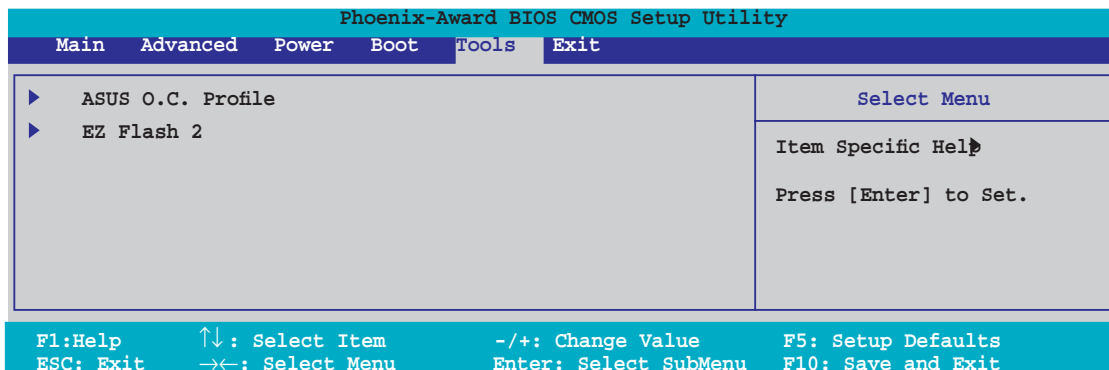 Phoenix-Award BIOS CMOS Setup Utility
Main Advanced Power Boot Tools Exit
ASUS O.C. Profile
EZ Flash 2
Select Menu
Item Specific Help
Press [Enter] to Set.
F1:Help ↑↓: Select Item -/+: Change Value F5: Setup Defaults
ESC: Exit →←: Select Menu Enter: Select SubMenu F10: Save and Exit